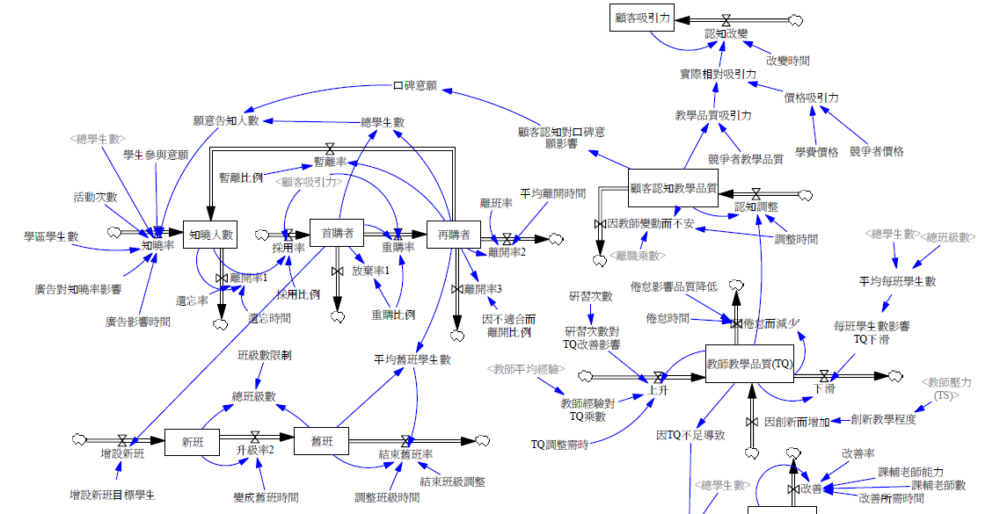 顧客吸引力
認知改變
改變時間
實際相對吸引力
口碑意願
價格吸引力
願意告知人數
總學生數
教學品質吸引力
顧客認知對口碑意
願影響
<總學生數>
學生參與意願
學費價格
競爭者價格
競爭者教學品質
暫離率
暫離比例
<顧客吸引力>
顧客認知教學品質
平均離開時間
活動次數
離班率
認知調整
因教師變動而不安
學區學生數
知曉率
知曉人數
首購者
再購者
採用率
重購率
離開率2
調整時間
<離職乘數>
<總學生數>
<總班級數>
放棄率1
離開率1
廣告對知曉率影響
遺忘率
採用比例
離開率3
平均每班學生數
倦怠影響品質降低
研習次數
廣告影響時間
遺忘時間
重購比例
因不適合而
離開比例
倦怠時間
倦怠而減少
每班學生數影響
TQ下滑
研習次數對
TQ改善影響
班級數限制
平均舊班學生數
教師教學品質(TQ)
<教師平均經驗>
上升
下滑
<教師壓力
(TS)>
總班級數
教師經驗對
TQ乘數
因創新而增加
創新教學程度
因TQ不足導致
新班
舊班
TQ調整需時
增設新班
升級率2
結束舊班率
改善率
結束班級調整
課輔老師能力
<總學生數>
改善
課輔老師數
增設新班目標學生
變成舊班時間
調整班級時間
改善所需時間